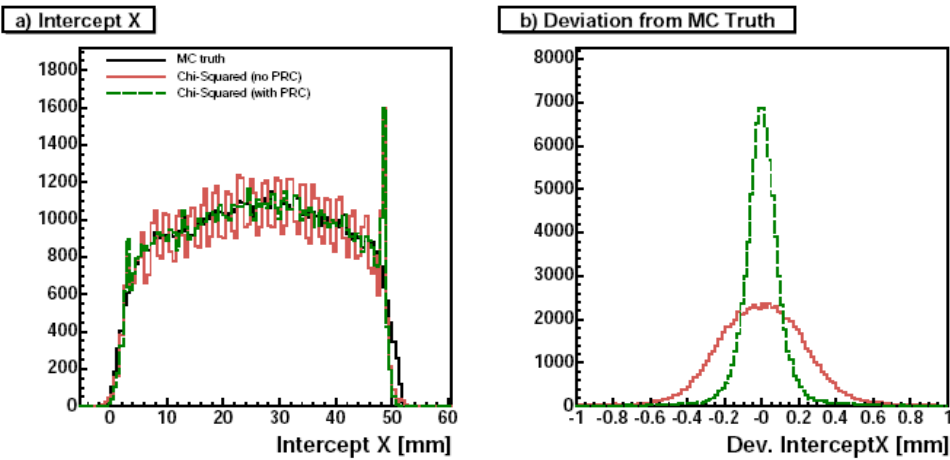 a) Intercept X
1800
1600
1400
1200
1000
800
600
400
200
0
MC truth
Chi-Squared (no PRC)
Chi-Squared (with PRC)
0 10 20 30 40 50 60
Intercept X [mm]
b) Deviation from MC Truth
8000
7000
6000
5000
4000
3000
2000
1000
0
-1 -0.8 -0.6 -0.4 -0.2 -0 0.2 0.4 0.6 0.8 1
Dev. InterceptX [mm]